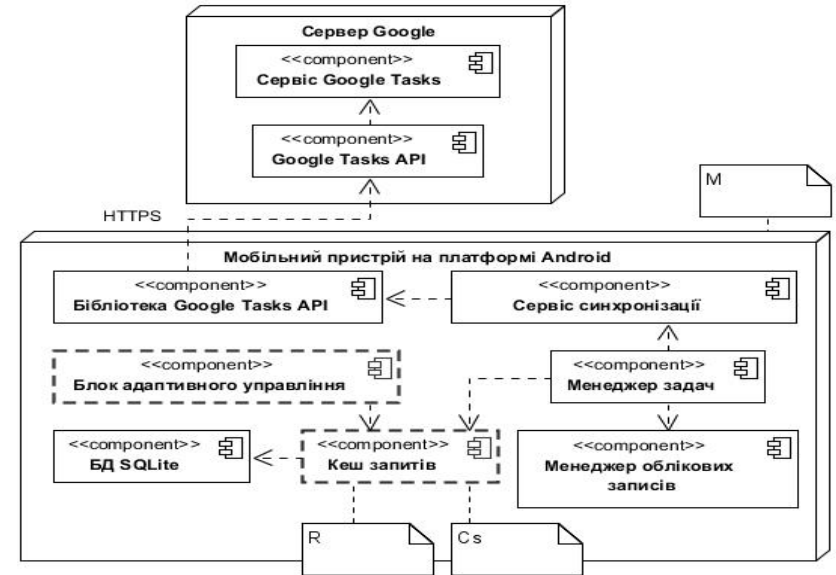 Сервер Google
<<component>>
Сервіс Google Tasks
<<component>>
Google Tasks API
M
HTTPS
Мобільний пристрій на платформі Android
<<component>>
Бібліотека Google Tasks API
<<component>>
Сервіс синхронізації
<<component>>
Блок адаптивного управління
<<component>>
Менеджер задач
<<component>>
БД SQLite
<<component>>
Кеш запитів
<<component>>
Менеджер облікових
записів
R
Cs